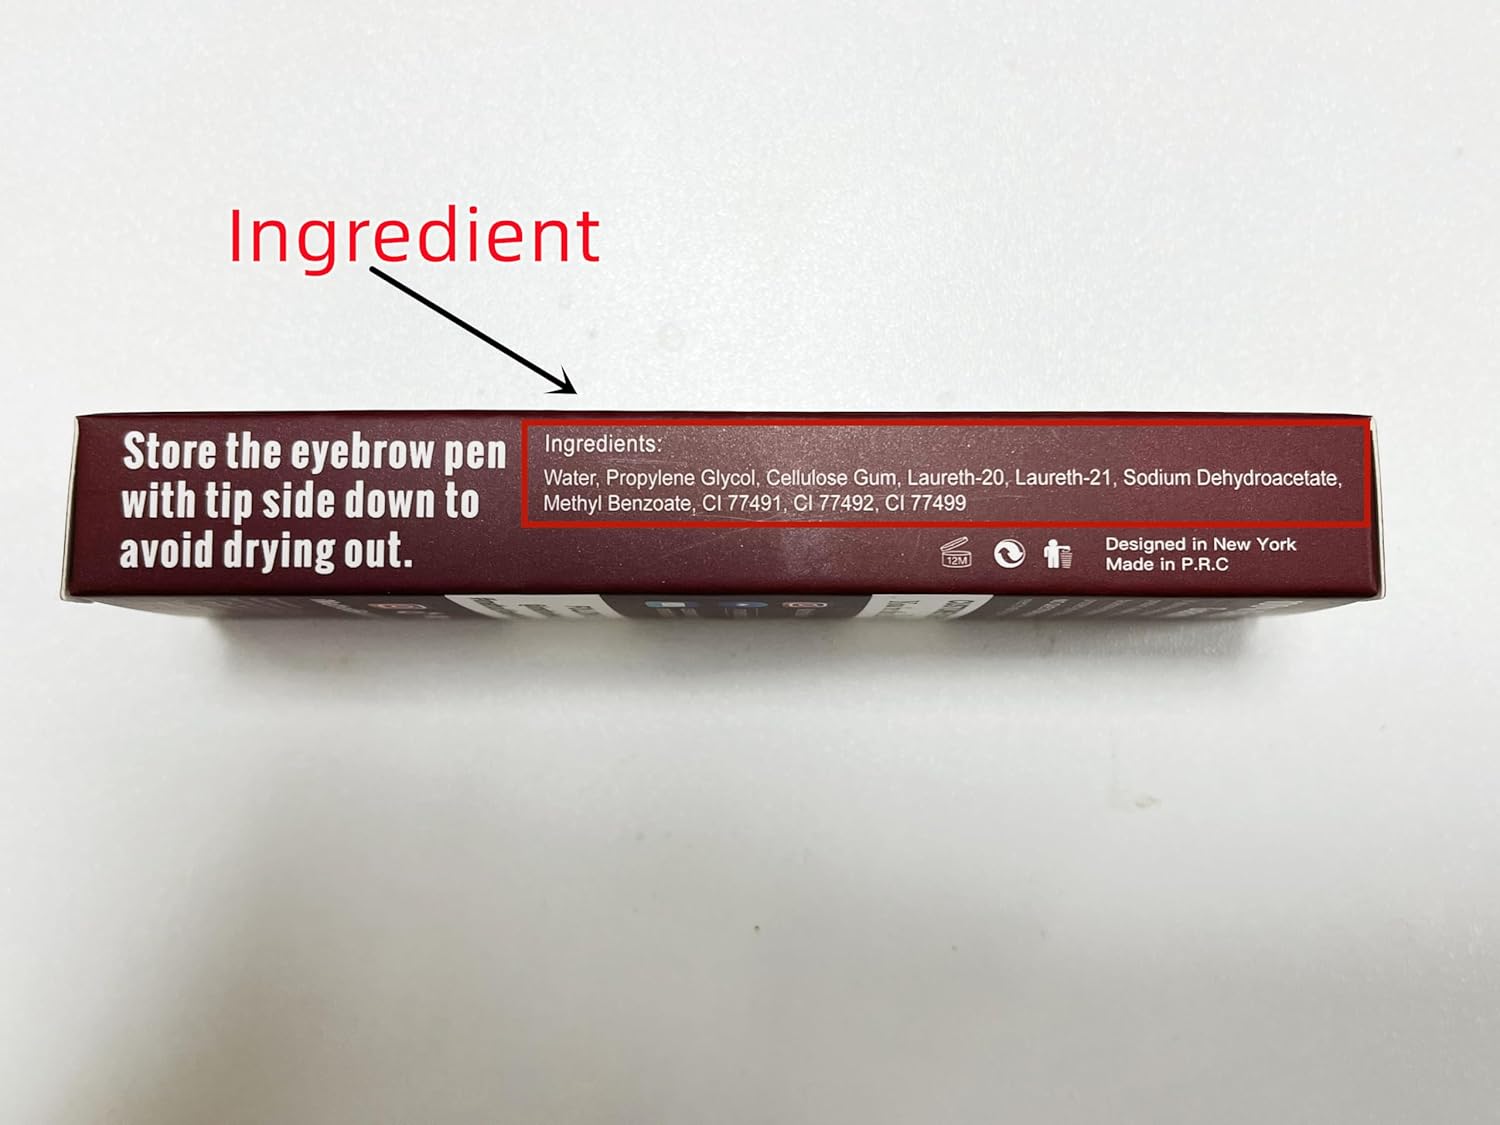 Ingredient
Store the eyebrow pen
with tip side down to
avoid drying out.
Ingredients:
Water, Propylene Glycol, Cellulose Gum, Laureth-20, Laureth-21, Sodium Dehydroacetate,
Methyl Benzoate, CI 77491, CI 77492, CI 77499
12M
Designed in New York
Made in P.R.C